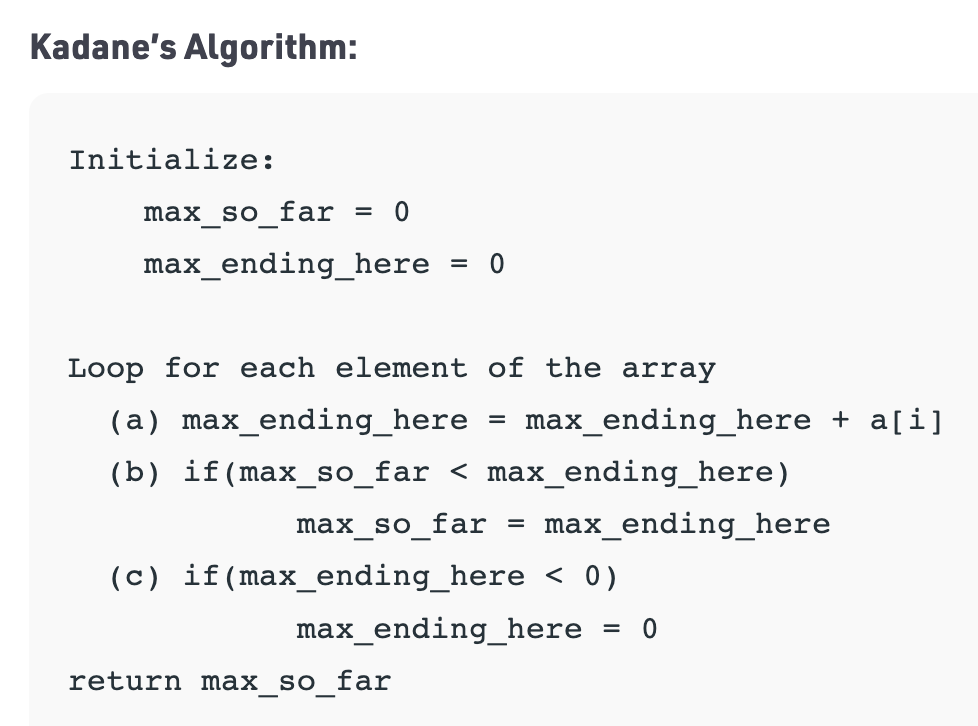 Kadane’s Algorithm:
Initialize:
max_so_far = 0
max_ending_here = 0
Loop for each element of the array
(a) max_ending_here = max_ending_here + a[i]
(b) if(max_so_far < max_ending_here)
max_so_far = max_ending_here
(c) if(max_ending_here < 0)
max_ending_here = 0
return max_so_far